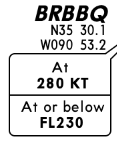 BRBBQ
N35 30.1
W090 53.2
At
280 KT
At or below
FL230